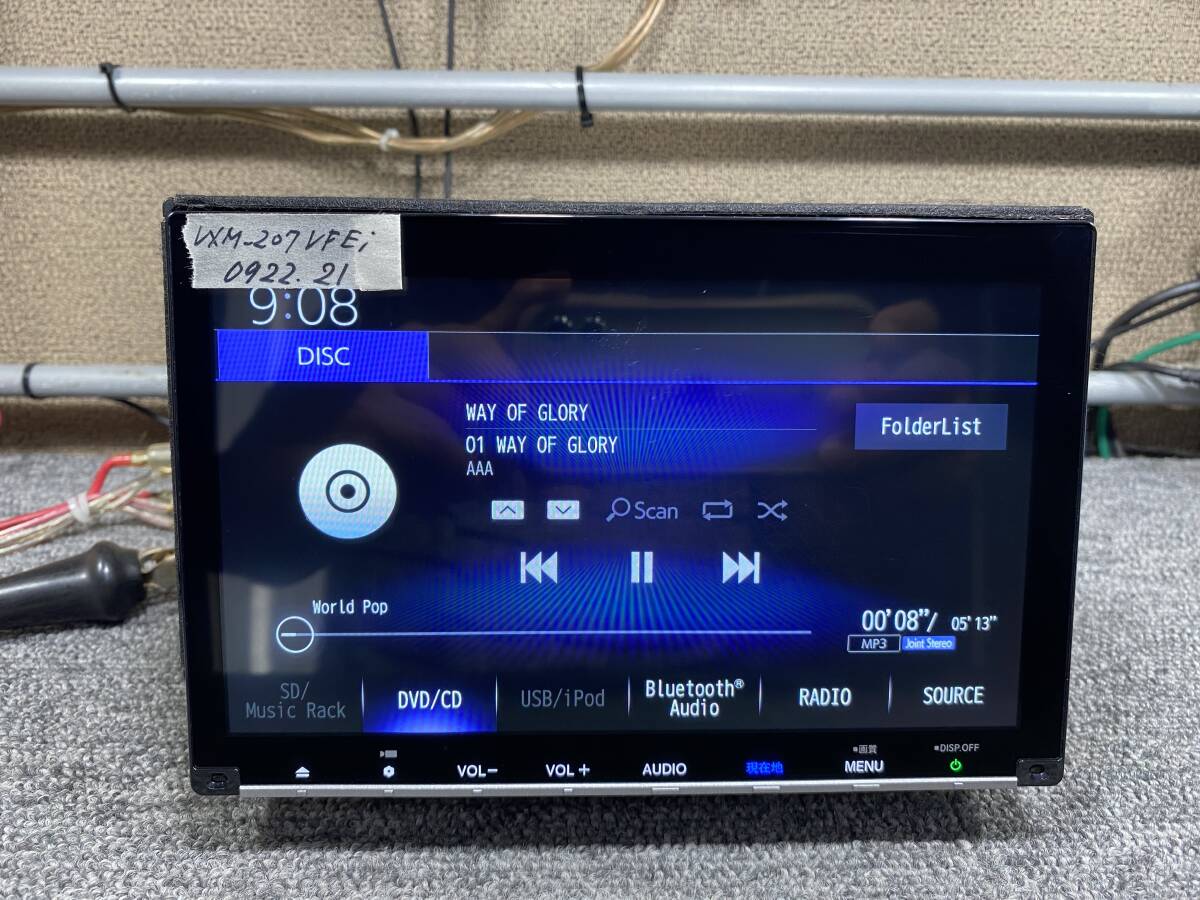 VXM-207VFEi
0922.21
9:08
DISC
WAY OF GLORY
01 WAY OF GLORY
AAA
FolderList
Scan
World Pop
00'08"/ 05'13"
MP3 Joint Stereo
SD/
Music Rack
DVD/CD
USB/iPod
Bluetooth®
Audio
RADIO
SOURCE
VOL−
VOL+
AUDIO
現在地
画質
MENU
DISP.OFF